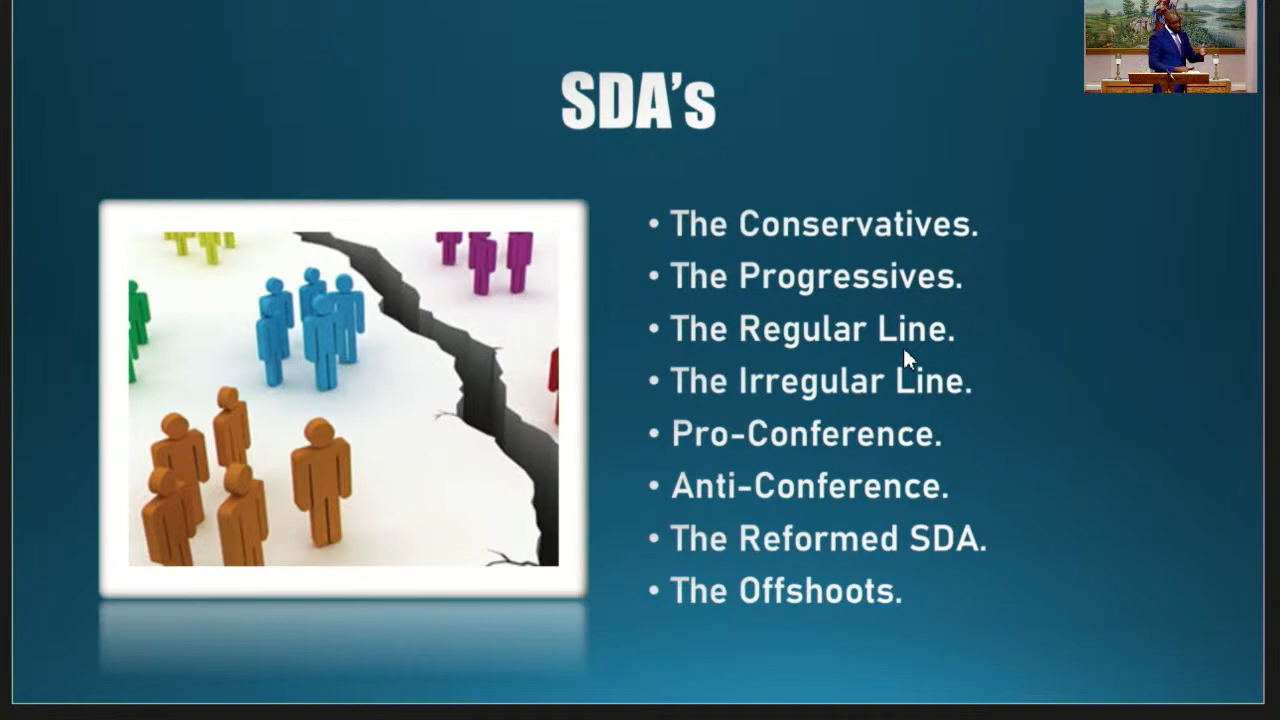 SDA's
• The Conservatives.
• The Progressives.
• The Regular Line.
• The Irregular Line.
• Pro-Conference.
• Anti-Conference.
• The Reformed SDA.
• The Offshoots.